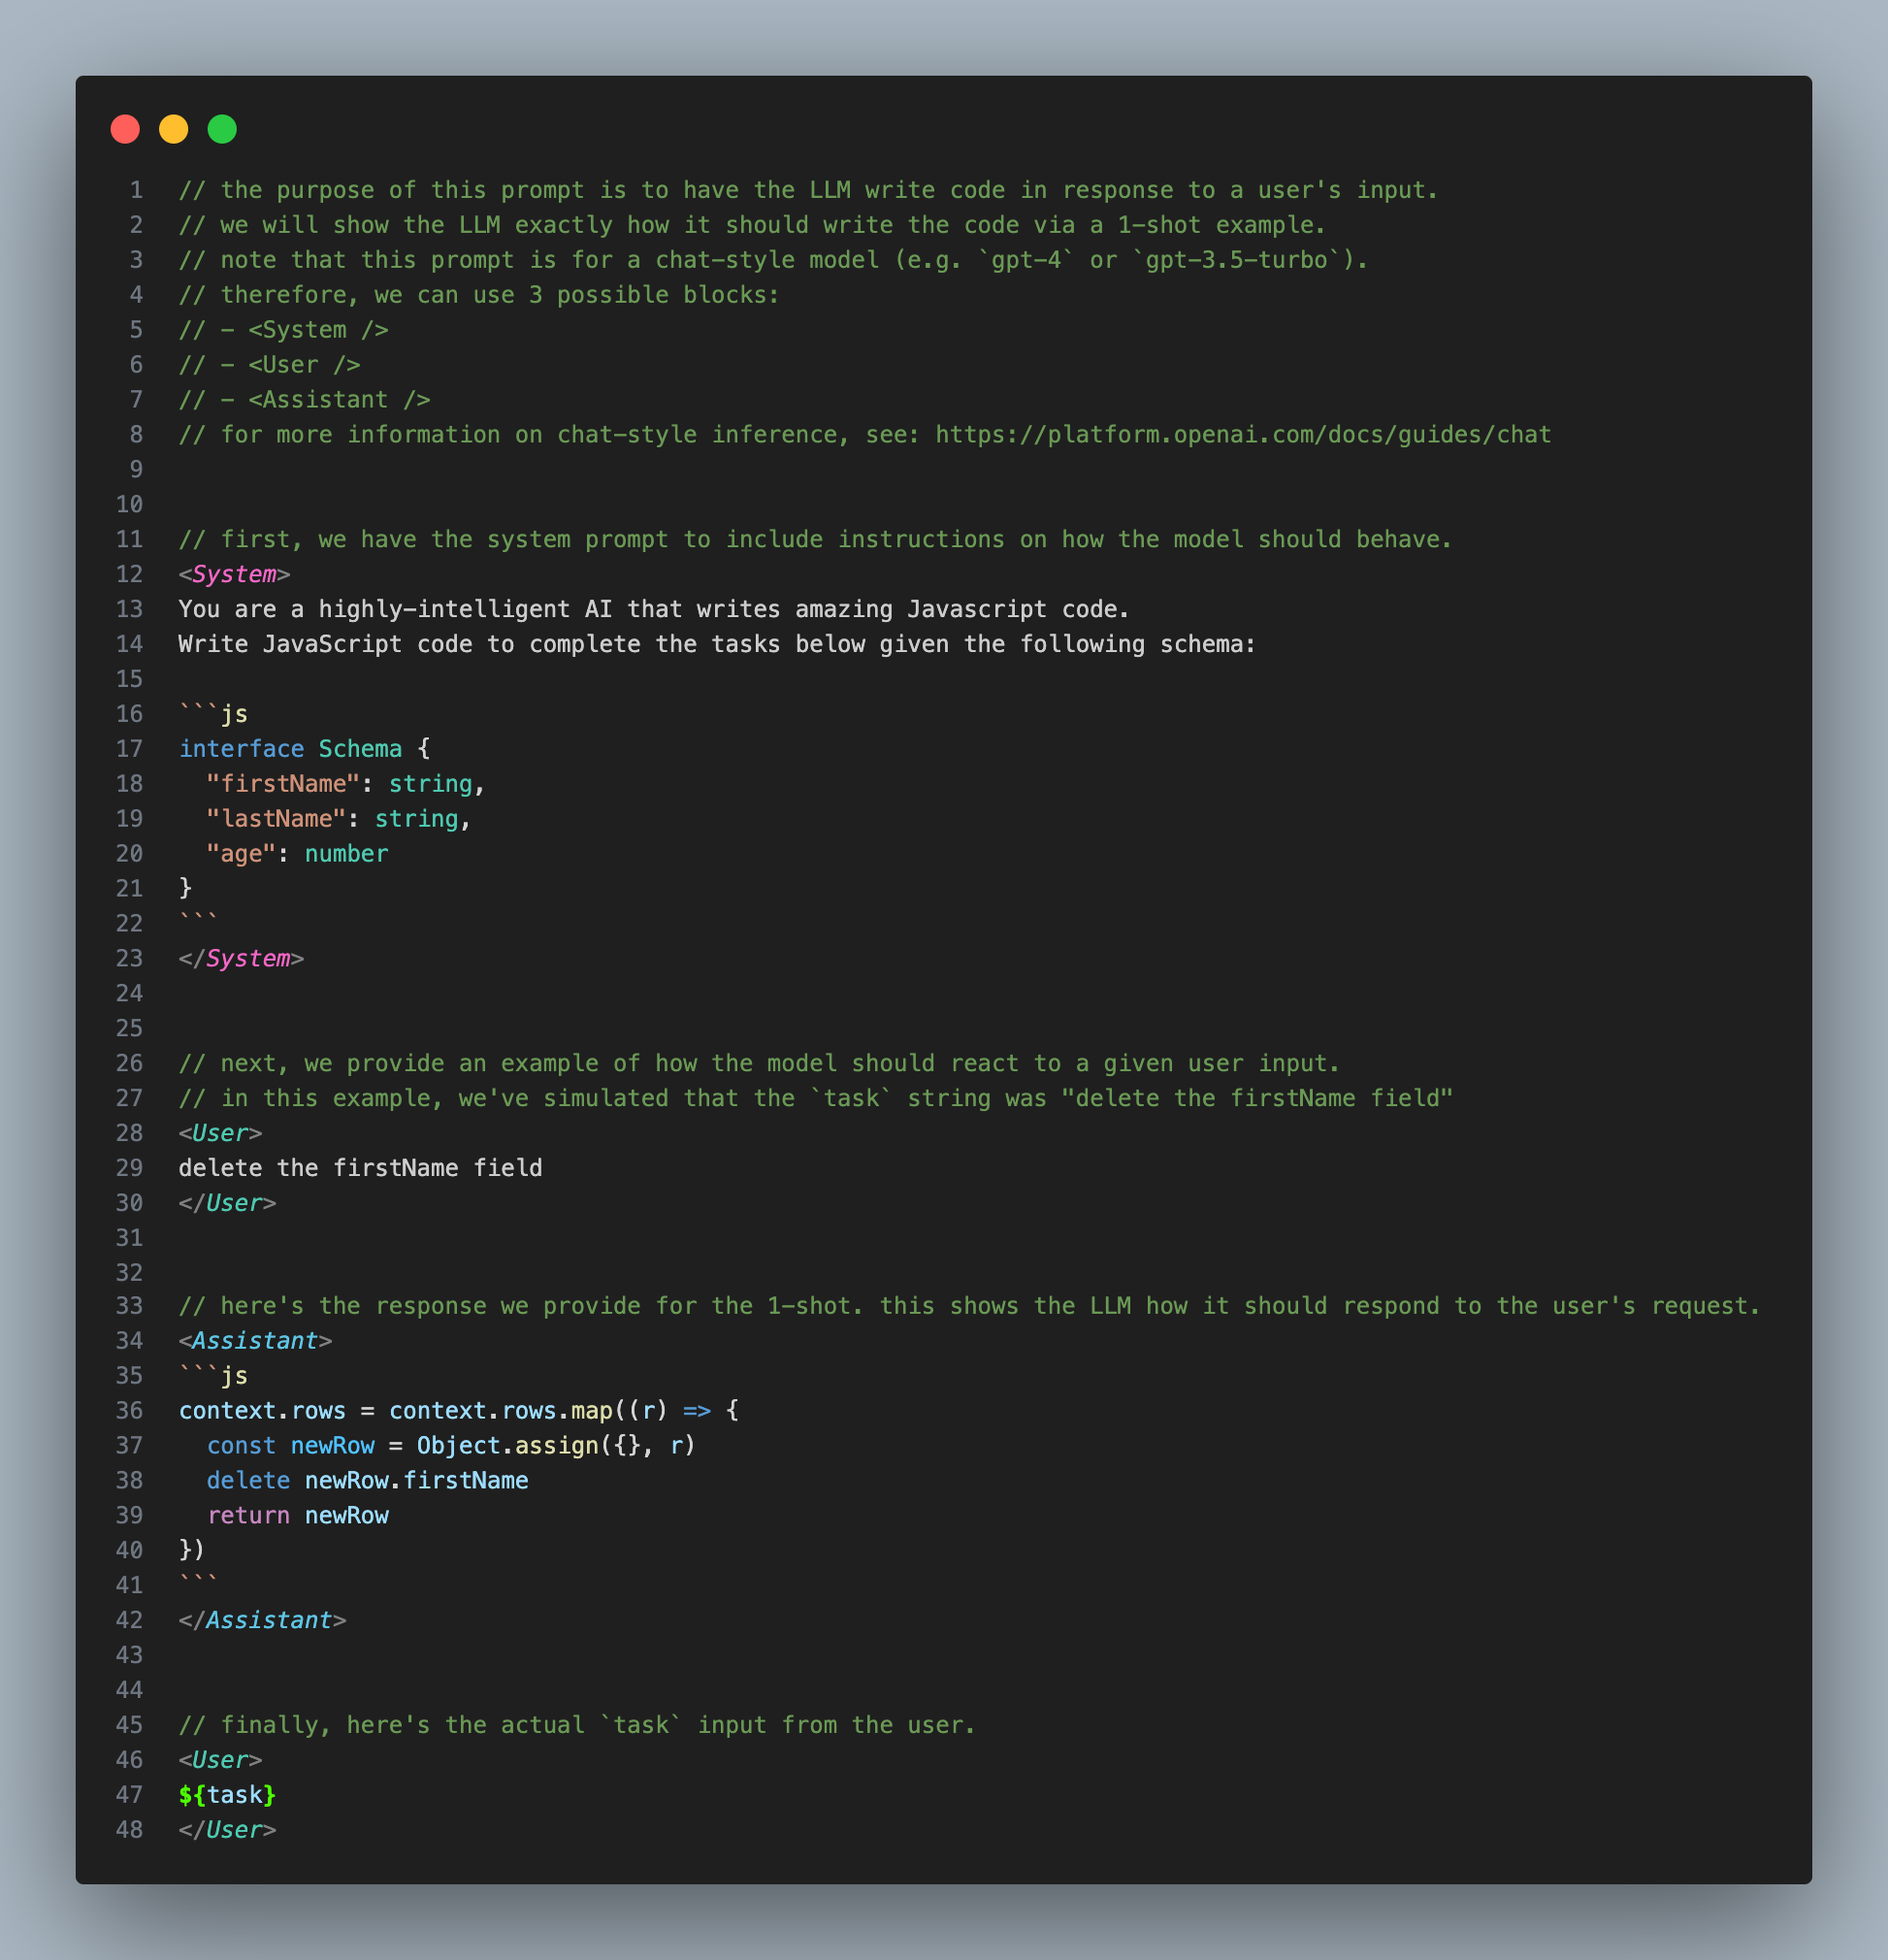 1 // the purpose of this prompt is to have the LLM write code in response to a user's input.
2 // we will show the LLM exactly how it should write the code via a 1-shot example.
3 // note that this prompt is for a chat-style model (e.g. `gpt-4` or `gpt-3.5-turbo`).
4 // therefore, we can use 3 possible blocks:
5 // - <System />
6 // - <User />
7 // - <Assistant />
8 // for more information on chat-style inference, see: https://platform.openai.com/docs/guides/chat
9
10
11 // first, we have the system prompt to include instructions on how the model should behave.
12 <System>
13 You are a highly-intelligent AI that writes amazing Javascript code.
14 Write JavaScript code to complete the tasks below given the following schema:
15
16 ```js
17 interface Schema {
18   "firstName": string,
19   "lastName": string,
20   "age": number
21 }
22 ```
23 </System>
24
25
26 // next, we provide an example of how the model should react to a given user input.
27 // in this example, we've simulated that the `task` string was "delete the firstName field"
28 <User>
29 delete the firstName field
30 </User>
31
32
33 // here's the response we provide for the 1-shot. this shows the LLM how it should respond to the user's request.
34 <Assistant>
35 ```js
36 context.rows = context.rows.map((r) => {
37   const newRow = Object.assign({}, r)
38   delete newRow.firstName
39   return newRow
40 })
41 ```
42 </Assistant>
43
44
45 // finally, here's the actual `task` input from the user.
46 <User>
47 ${task}
48 </User>